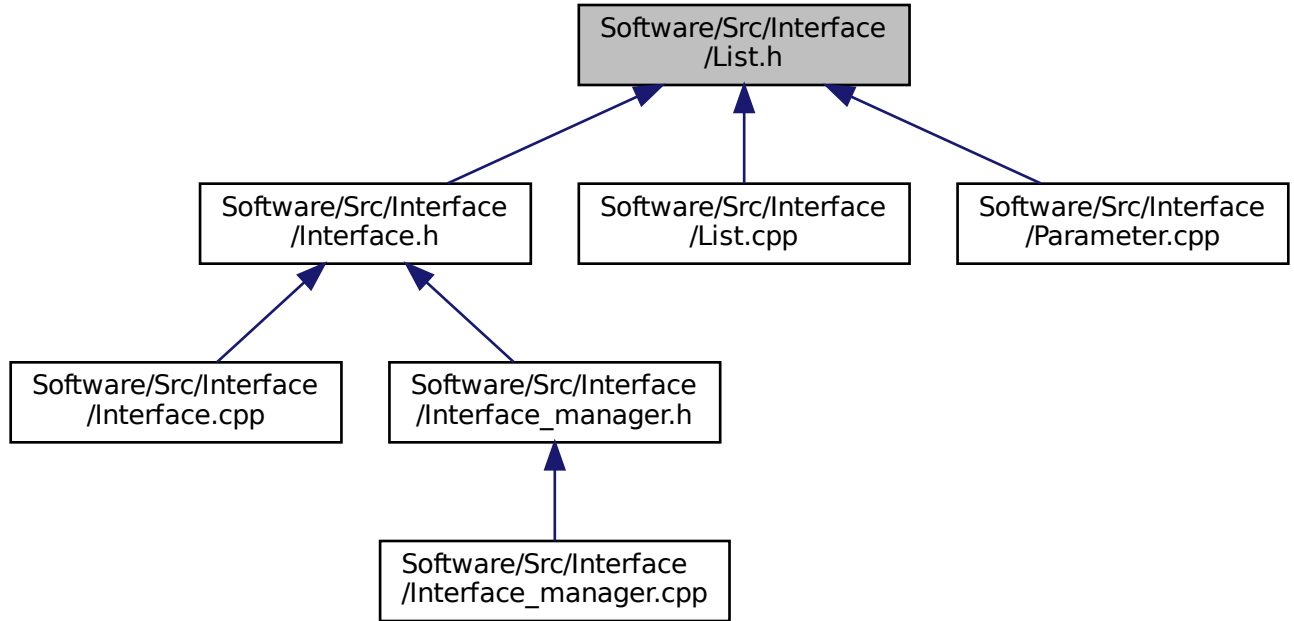 Software/Src/Interface
/List.h
Software/Src/Interface
/Interface.h
Software/Src/Interface
/List.cpp
Software/Src/Interface
/Parameter.cpp
Software/Src/Interface
/Interface.cpp
Software/Src/Interface
/Interface_manager.h
Software/Src/Interface
/Interface_manager.cpp